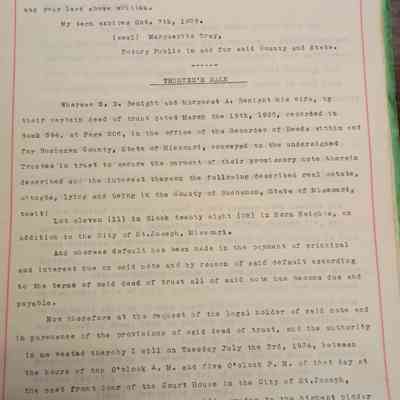 and year last above written.
My term expires Oct. 7th, 1929.
(seal) Marguerite Gray,
Notary Public in and for said County and State.
------
TRUSTEE'S SALE
Whereas E. D. Benight and Margaret A. Benight his wife, by
their certain deed of trust dated March the 15th, 1920, recorded in
Book 594, at Page 206, in the office of the Recorder of Deeds within and
for Buchanan County, State of Missouri, conveyed to the undersigned
Trustee in trust to secure the payment of their promissory note therein
described and the interest thereon the following described real estate,
situate, lying and being in the County of Buchanan, State of Missouri,
towit:
Lot eleven (11) in Block twenty eight (28) in Horn Heights, an
addition to the City of St.Joseph, Missouri.
And whereas default has been made in the payment of principal
and interest due on said note and by reason of said default according
to the terms of said deed of trust all of said note has become due and
payable.
Now therefore at the request of the legal holder of said note and
in pursuance of the provisions of said deed of trust, and the authority
in me vested thereby I will on Tuesday July the 3rd, 1934, between
the hours of ten O'clock A. M. and five O'clock P. M. of that day at
the east front door of the Court House in the City of St.Joseph,
to the highest bidder